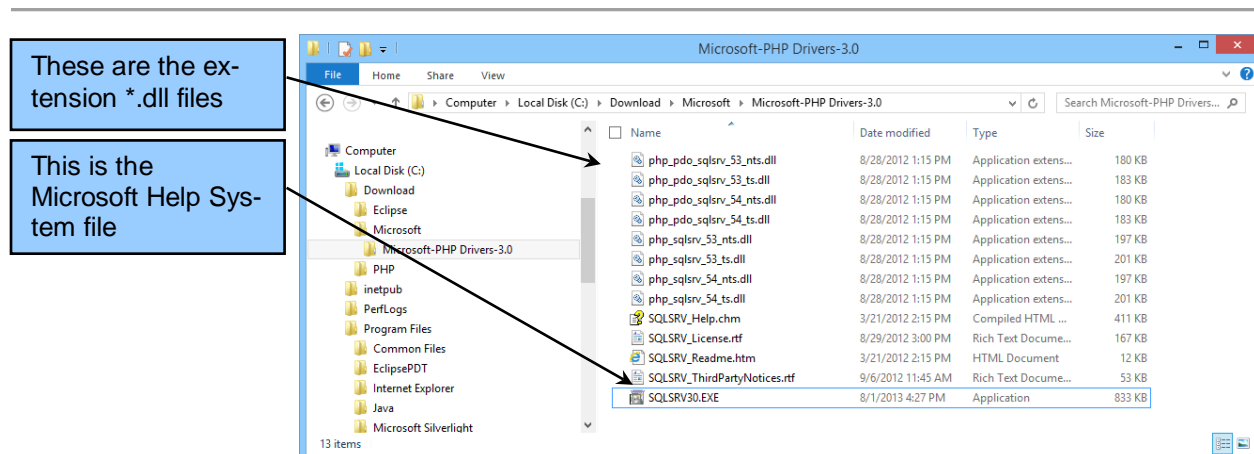 These are the ex-
tension *.dll files
This is the
Microsoft Help Sys-
tem file
Microsoft-PHP Drivers-3.0
File Home Share View
Computer Local Disk (C:) Download Microsoft Microsoft-PHP Drivers-3.0 Search Microsoft-PHP Drivers...
Name Date modified Type Size
Computer
Local Disk (C:)
Download
Eclipse
Microsoft
Microsoft-PHP Drivers-3.0
PHP
inetpub
PerfLogs
Program Files
Common Files
EclipsePDT
Internet Explorer
Java
Microsoft Silverlight
php_pdo_sqlsrv_53_nts.dll 8/28/2012 1:15 PM Application extens... 180 KB
php_pdo_sqlsrv_53_ts.dll 8/28/2012 1:15 PM Application extens... 183 KB
php_pdo_sqlsrv_54_nts.dll 8/28/2012 1:15 PM Application extens... 180 KB
php_pdo_sqlsrv_54_ts.dll 8/28/2012 1:15 PM Application extens... 183 KB
php_sqlsrv_53_nts.dll 8/28/2012 1:15 PM Application extens... 197 KB
php_sqlsrv_53_ts.dll 8/28/2012 1:15 PM Application extens... 201 KB
php_sqlsrv_54_nts.dll 8/28/2012 1:15 PM Application extens... 197 KB
php_sqlsrv_54_ts.dll 8/28/2012 1:15 PM Application extens... 201 KB
SQLSRV_Help.chm 3/21/2012 2:15 PM Compiled HTML ... 411 KB
SQLSRV_License.rtf 8/29/2012 3:00 PM Rich Text Docume... 167 KB
SQLSRV_Readme.htm 3/21/2012 2:15 PM HTML Document 12 KB
SQLSRV_ThirdPartyNotices.rtf 9/6/2012 11:45 AM Rich Text Docume... 53 KB
SQLSRV30.EXE 8/1/2013 4:27 PM Application 833 KB
13 items